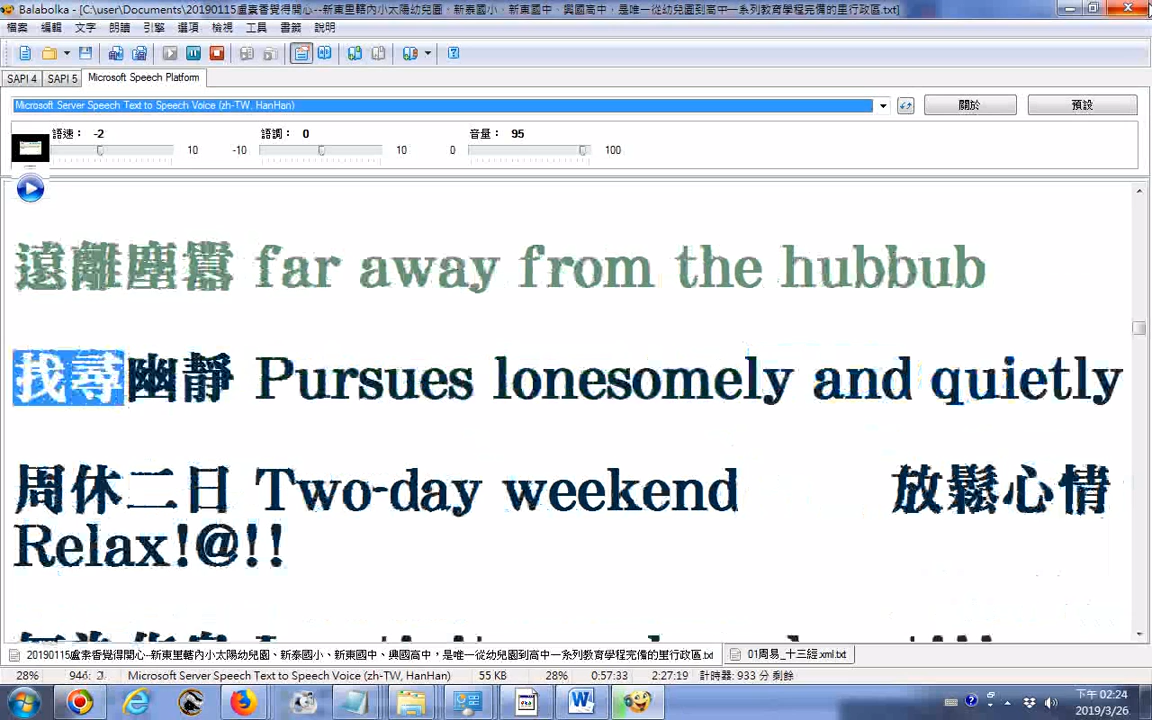 Balabolka - [C:\user\Documents\20190115盧素香覺得開心--新東里轄內小太陽幼兒園、新泰國小、新東國中、興國高中，是唯一從幼兒園到高中一系列教育學程完備的里行政區.txt]
檔案 編輯 文字 朗讀 引擎 選項 檢視 工具 書籤 說明
SAPI 4 SAPI 5 Microsoft Speech Platform
Microsoft Server Speech Text to Speech Voice (zh-TW, HanHan) 關於 預設
語速： -2 語調： 0 音量： 95
10 -10 10 0 100
遠離塵囂 far away from the hubbub
找尋幽靜 Pursues lonesomely and quietly
周休二日 Two-day weekend 放鬆心情
Relax!@!!
20190115盧素香覺得開心--新東里轄內小太陽幼兒園、新泰國小、新東國中、興國高中，是唯一從幼兒園到高中一系列教育學程完備的里行政區.txt 01周易_十三經.xml.txt
28% Microsoft Server Speech Text to Speech Voice (zh-TW, HanHan) 55 KB 28% 0:57:33 2:27:19 計時器: 933 分 剩餘
下午 02:24
2019/3/26